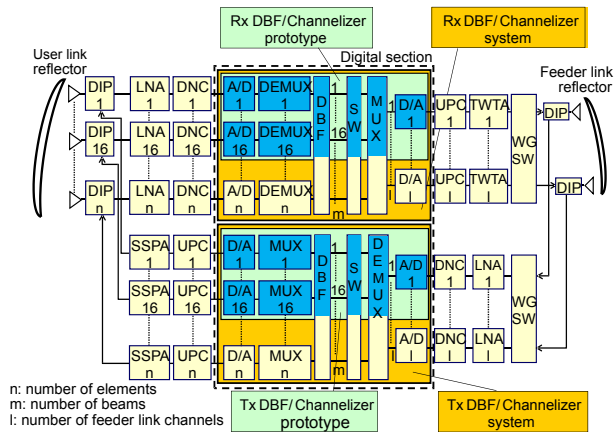 Rx DBF/Channelizer
prototype
Rx DBF/Channelizer
system
User link
reflector
Digital section
Feeder link
reflector
DIP
1
LNA
1
DNC
1
A/D
1
DEMUX
1
DBF
1
SW
MUX
1
D/A
1
UPC
1
TWTA
1
WG
SW
DIP
DIP
16
LNA
16
DNC
16
A/D
16
DEMUX
16
16
DIP
n
LNA
n
DNC
n
A/D
n
DEMUX
n
m
l
D/A
l
UPC
l
TWTA
l
DIP
SSPA
1
UPC
1
D/A
1
MUX
1
DBF
1
SW
DEMUX
1
A/D
1
DNC
1
LNA
1
WG
SW
SSPA
16
UPC
16
D/A
16
MUX
16
16
SSPA
n
UPC
n
D/A
n
MUX
n
m
l
A/D
l
DNC
l
LNA
l
n: number of elements
m: number of beams
l: number of feeder link channels
Tx DBF/Channelizer
prototype
Tx DBF/Channelizer
system